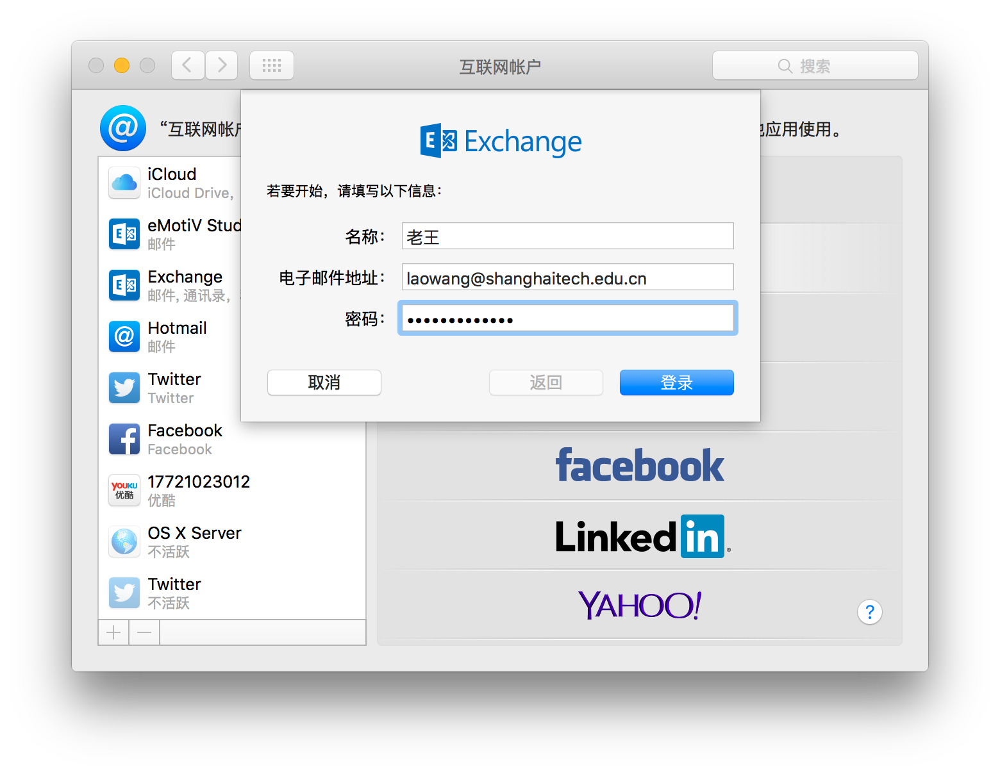 互联网帐户
搜索
“互联网帐户
应用使用。
Exchange
若要开始，请填写以下信息：
名称：
老王
电子邮件地址：
laowang@shanghaitech.edu.cn
密码：
•••••••••••••
取消
返回
登录
iCloud
iCloud Drive,
eMotiV Stud
邮件
Exchange
邮件, 通讯录,
Hotmail
邮件
Twitter
Twitter
Facebook
Facebook
YOUKU
优酷
17721023012
优酷
OS X Server
不活跃
Twitter
不活跃
facebook
Linked in
YAHOO!
?